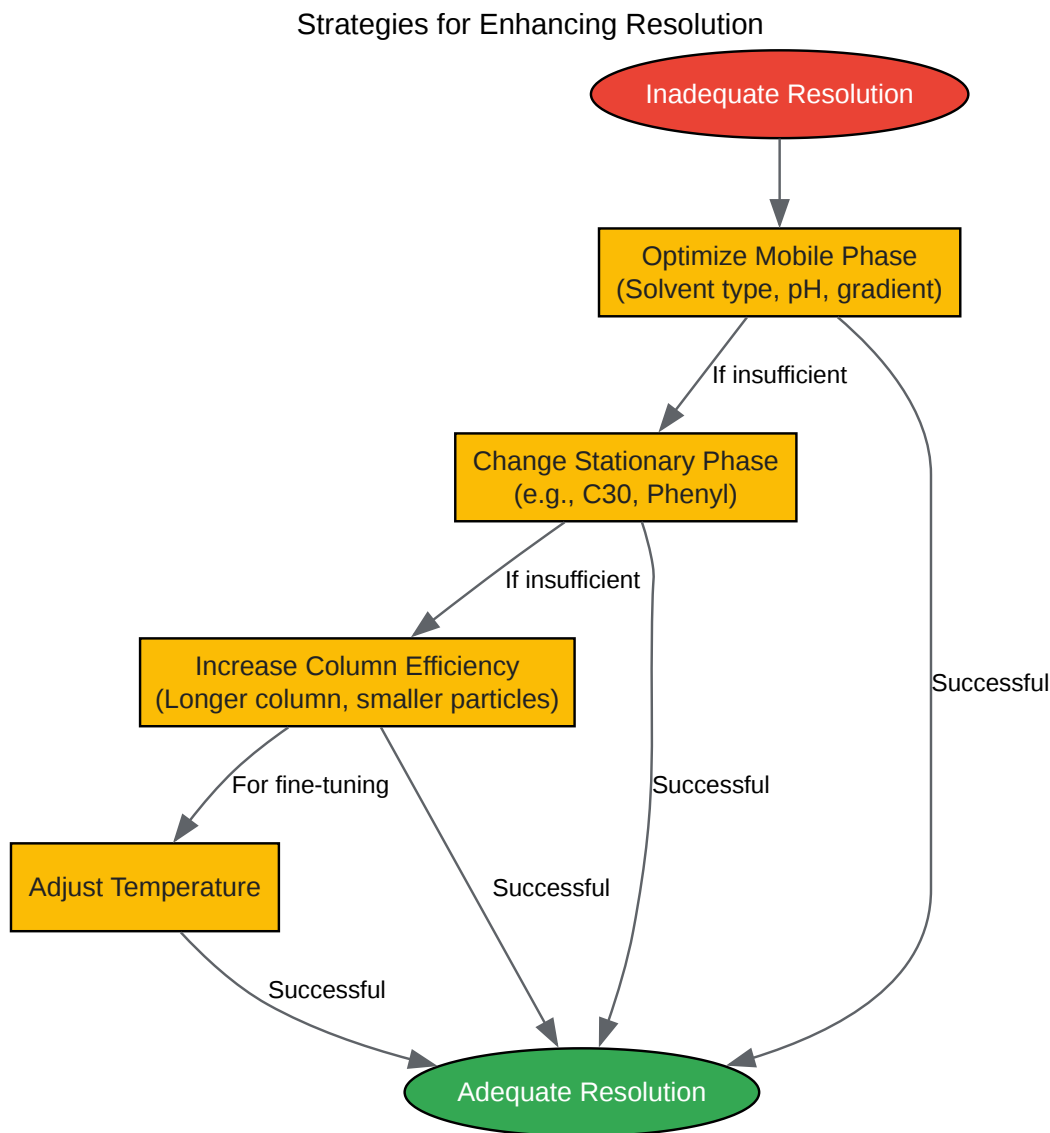 Strategies for Enhancing Resolution
Inadequate Resolution
Optimize Mobile Phase
(Solvent type, pH, gradient)
If insufficient
Change Stationary Phase
(e.g., C30, Phenyl)
If insufficient
Increase Column Efficiency
(Longer column, smaller particles)
Successful
For fine-tuning
Successful
Adjust Temperature
Successful
Successful
Adequate Resolution